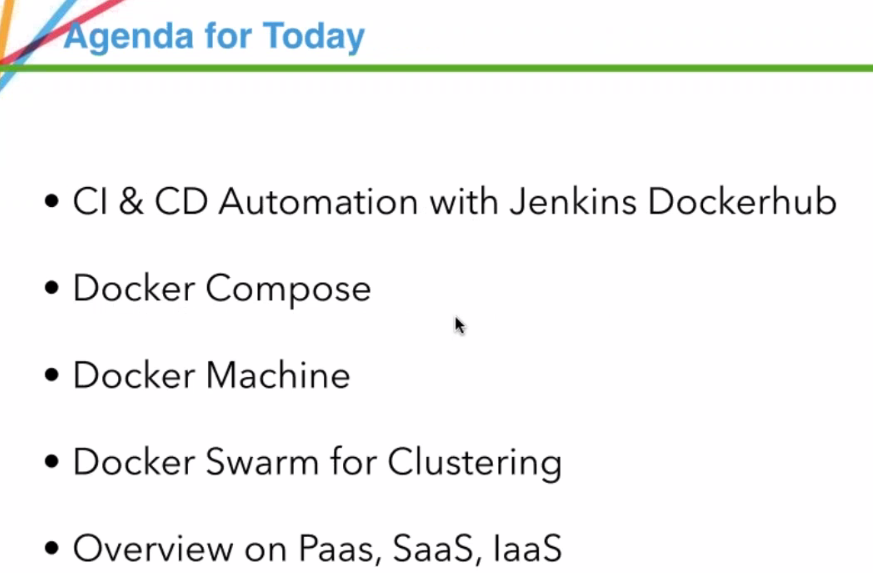 Agenda for Today
• CI & CD Automation with Jenkins Dockerhub
• Docker Compose
• Docker Machine
• Docker Swarm for Clustering
• Overview on Paas, SaaS, IaaS